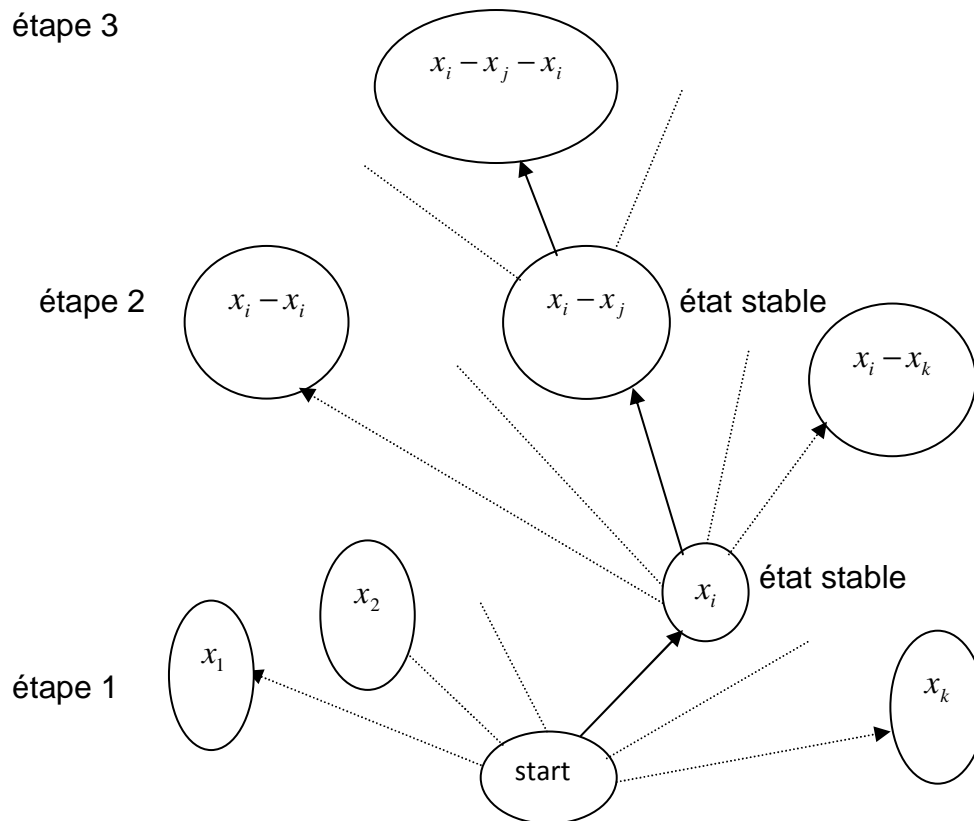 étape 3
x_i − x_j − x_i
étape 2
x_i − x_i
x_i − x_j
état stable
x_i − x_k
x_i
état stable
x_2
x_1
étape 1
x_k
start